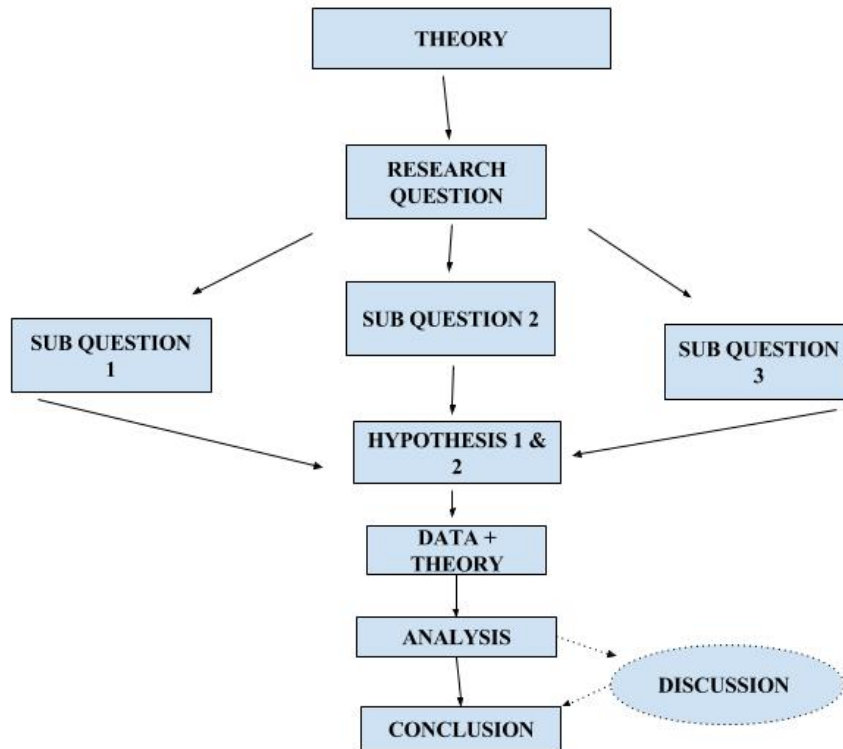 THEORY
RESEARCH
QUESTION
SUB QUESTION
1
SUB QUESTION 2
SUB QUESTION
3
HYPOTHESIS 1 &
2
DATA +
THEORY
ANALYSIS
DISCUSSION
CONCLUSION